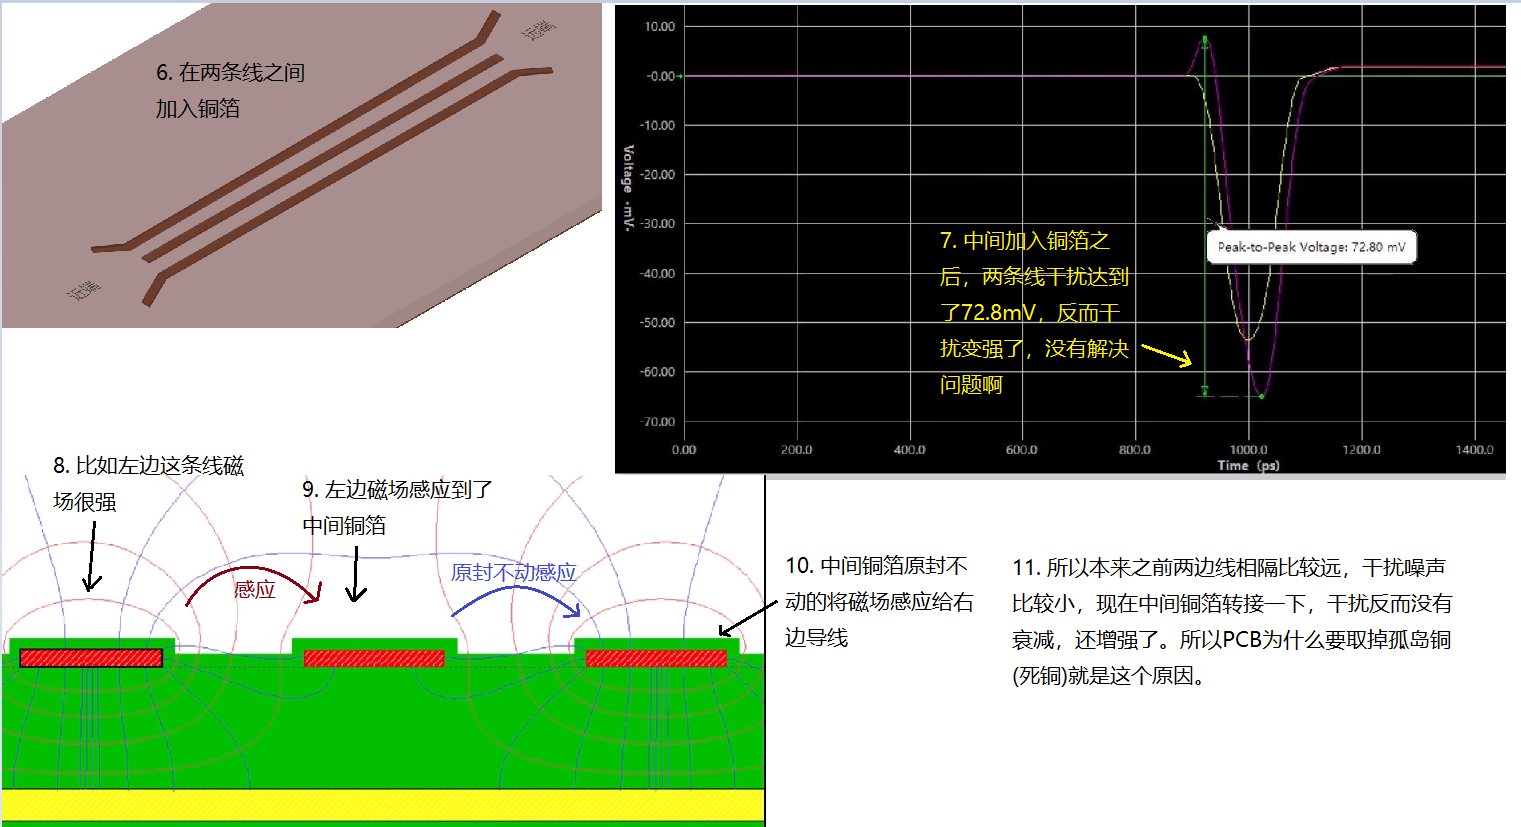 6. 在两条线之间
加入铜箔
远端
近端
10.00
-0.00
-10.00
-20.00
-30.00
-40.00
-50.00
-60.00
-70.00
Voltage -mV-
0.00 200.0 400.0 600.0 800.0 1000.0 1200.0 1400.0
Time (ps)
Peak-to-Peak Voltage: 72.80 mV
7. 中间加入铜箔之
后，两条线干扰达到
了72.8mV，反而干
扰变强了，没有解决
问题啊
8. 比如左边这条线磁
场很强
9. 左边磁场感应到了
中间铜箔
感应
原封不动感应
10. 中间铜箔原封不
动的将磁场感应给右
边导线
11. 所以本来之前两边线相隔比较远，干扰噪声
比较小，现在中间铜箔转接一下，干扰反而没有
衰减，还增强了。所以PCB为什么要取掉孤岛铜
(死铜)就是这个原因。